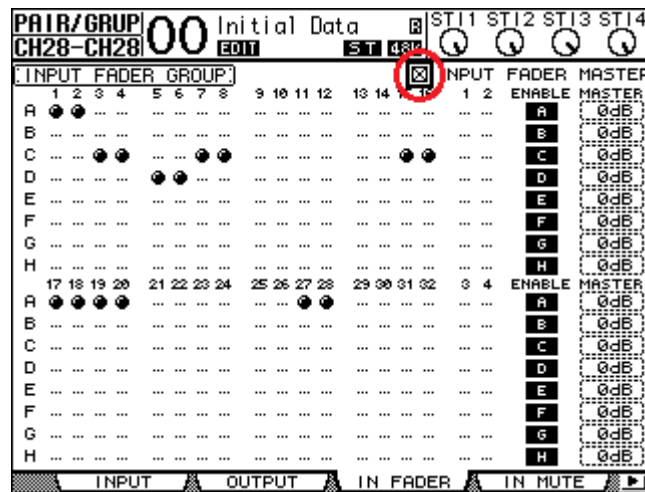 PAIR/GRUP 00 Initial Data STI1 STI2 STI3 STI4
CH28-CH28 EDIT ST 48K
INPUT FADER GROUP INPUT FADER MASTER
1 2 3 4 5 6 7 8 9 10 11 12 13 14 1 2 ENABLE MASTER
A A 0dB
B B 0dB
C C 0dB
D D 0dB
E E 0dB
F F 0dB
G G 0dB
H H 0dB
17 18 19 20 21 22 23 24 25 26 27 28 29 30 31 32 3 4 ENABLE MASTER
A A 0dB
B B 0dB
C C 0dB
D D 0dB
E E 0dB
F F 0dB
G G 0dB
H H 0dB
INPUT OUTPUT IN FADER IN MUTE